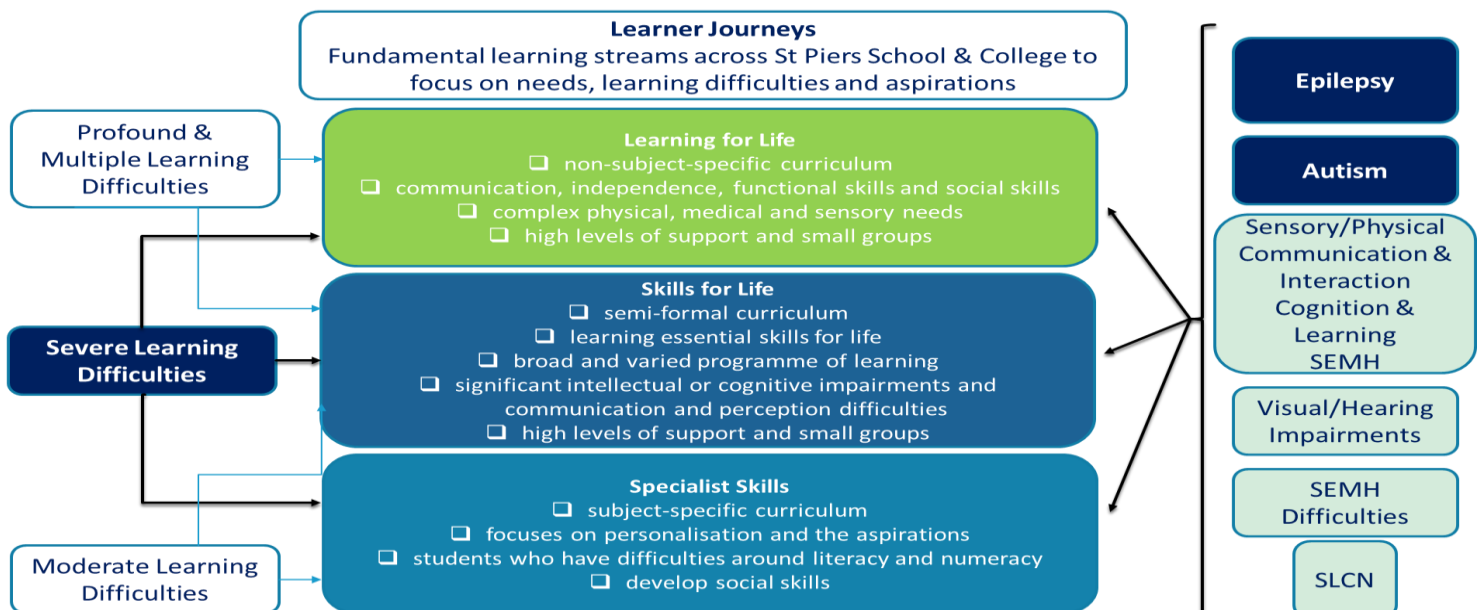 Learner Journeys
Fundamental learning streams across St Piers School & College to
focus on needs, learning difficulties and aspirations
Profound &
Multiple Learning
Difficulties
Severe Learning
Difficulties
Moderate Learning
Difficulties
Learning for Life
❑ non-subject-specific curriculum
❑ communication, independence, functional skills and social skills
❑ complex physical, medical and sensory needs
❑ high levels of support and small groups
Skills for Life
❑ semi-formal curriculum
❑ learning essential skills for life
❑ broad and varied programme of learning
❑ significant intellectual or cognitive impairments and
communication and perception difficulties
❑ high levels of support and small groups
Specialist Skills
❑ subject-specific curriculum
❑ focuses on personalisation and the aspirations
❑ students who have difficulties around literacy and numeracy
❑ develop social skills
Epilepsy
Autism
Sensory/Physical
Communication &
Interaction
Cognition &
Learning
SEMH
Visual/Hearing
Impairments
SEMH
Difficulties
SLCN